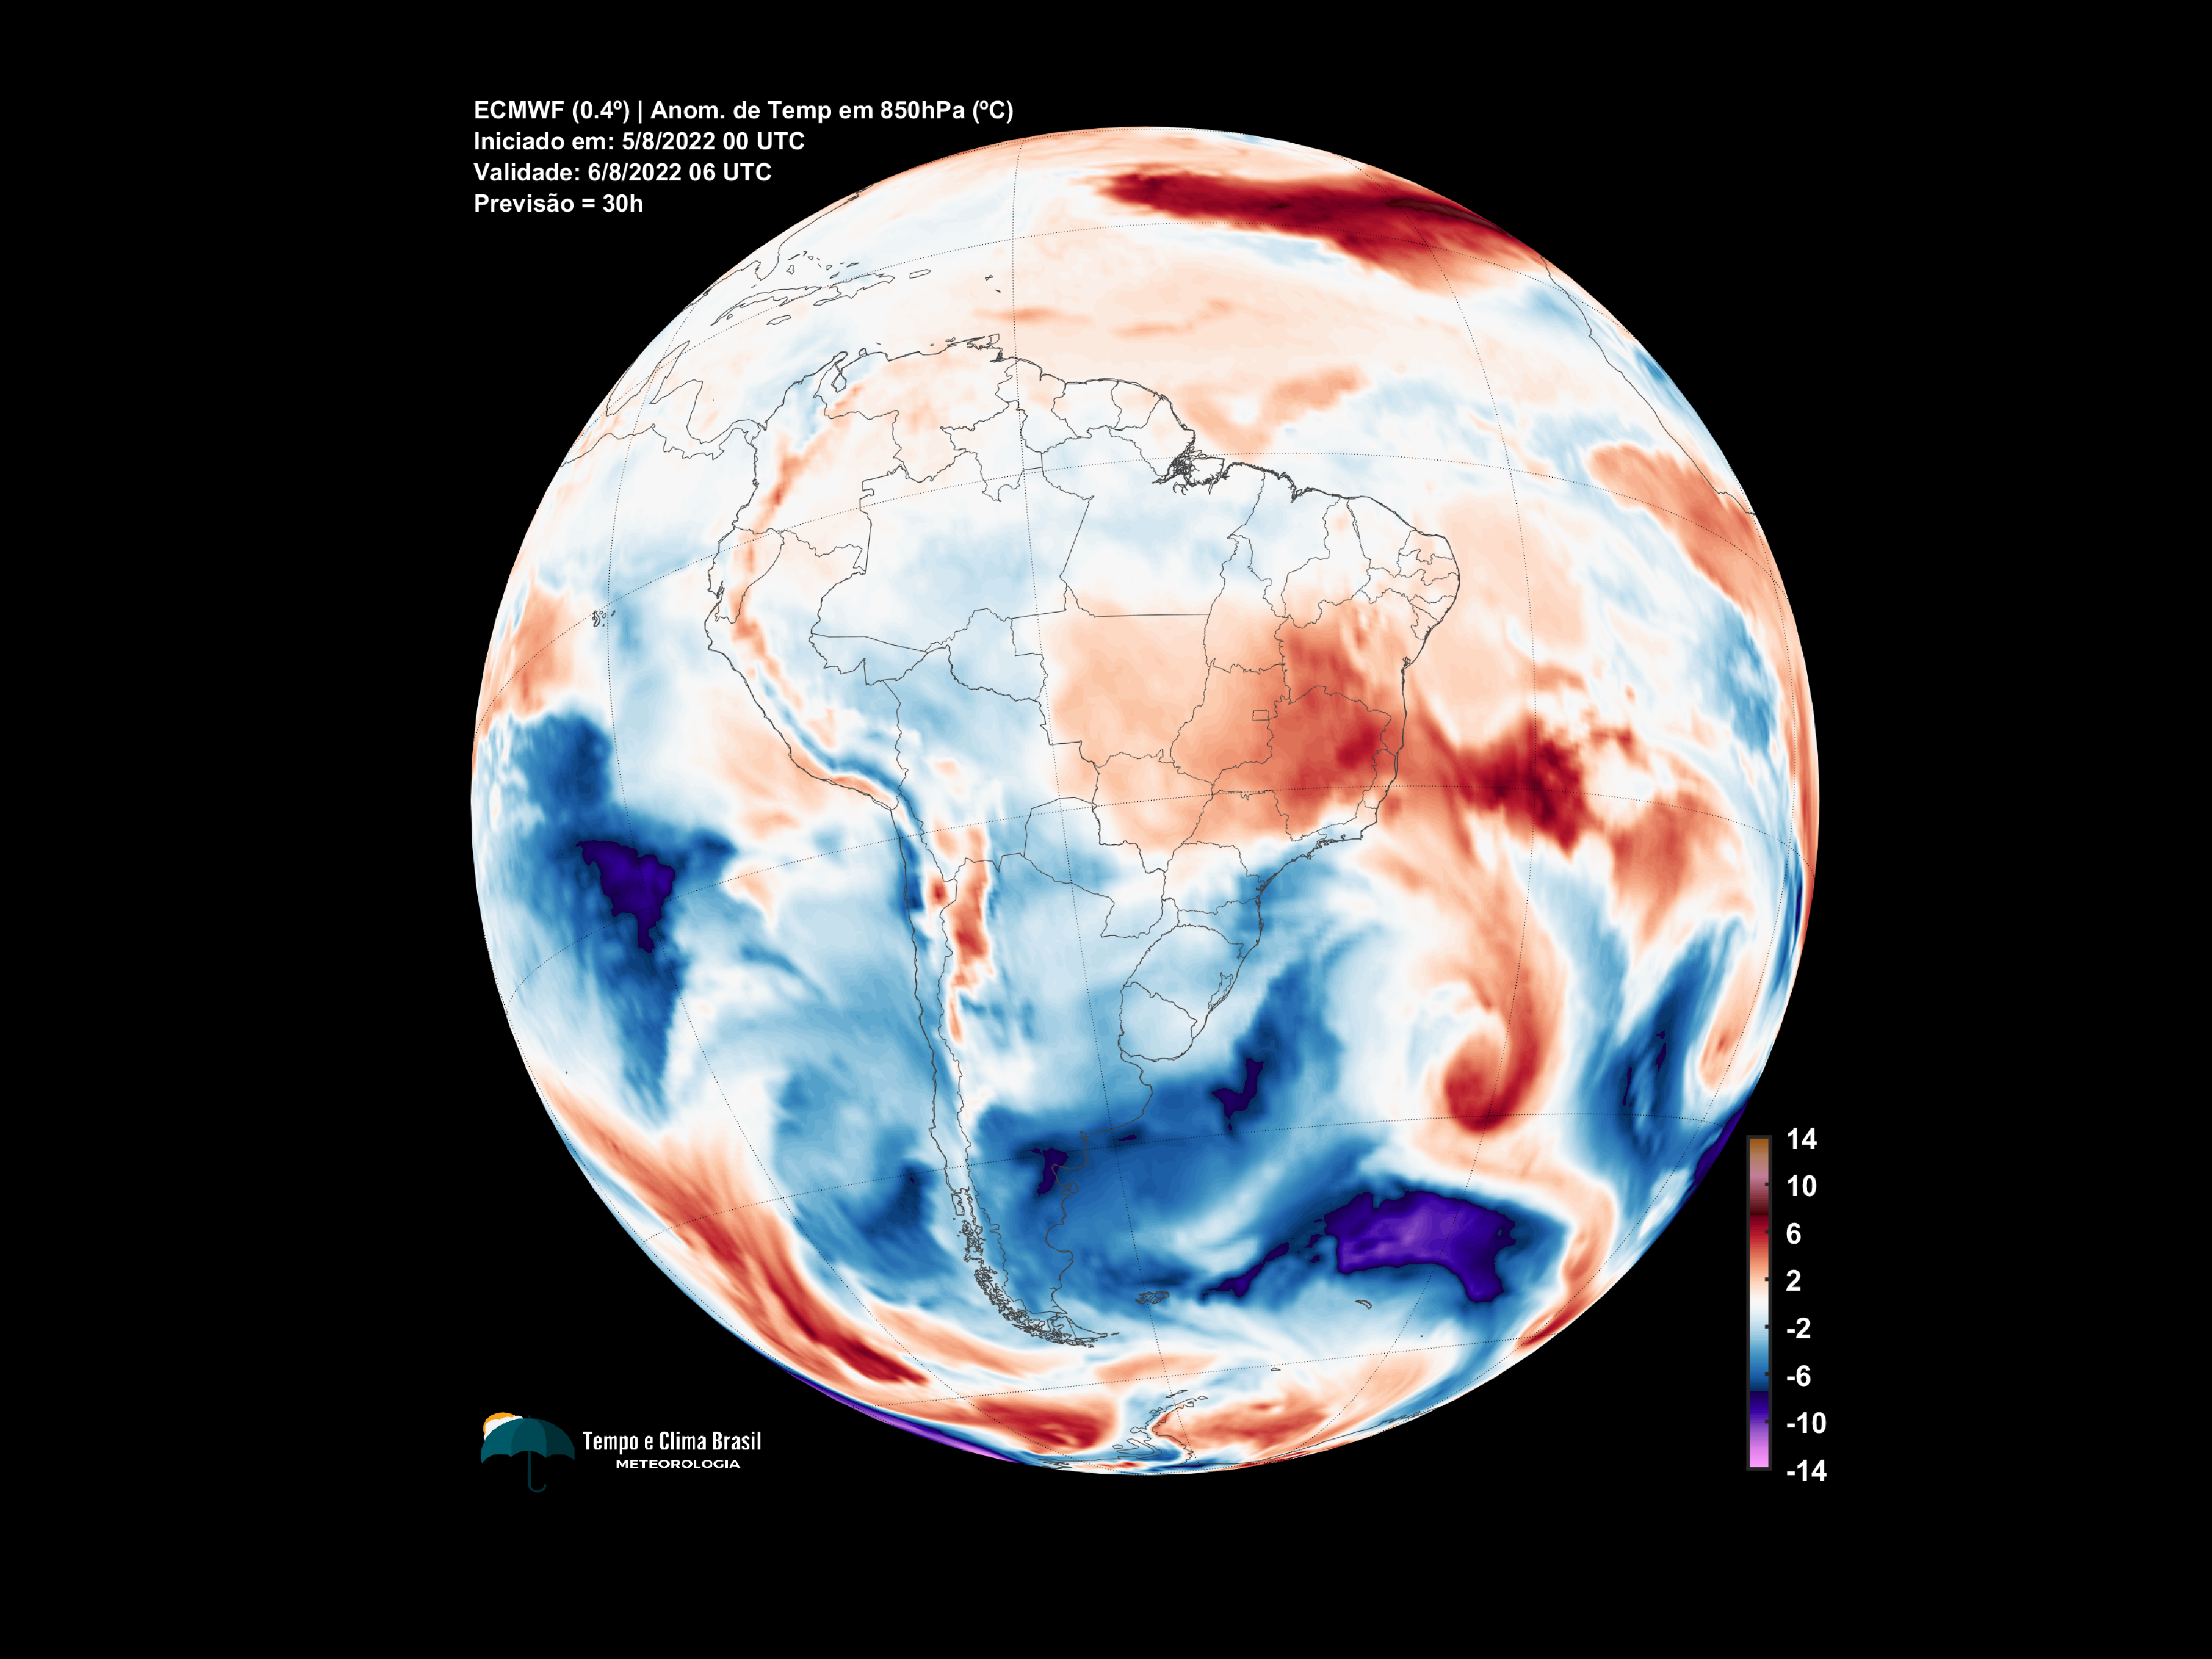 ECMWF (0.4º) | Anom. de Temp em 850hPa (ºC)
Iniciado em: 5/8/2022 00 UTC
Validade: 6/8/2022 06 UTC
Previsão = 30h
14
10
6
2
-2
-6
-10
-14
Tempo e Clima Brasil
METEOROLOGIA